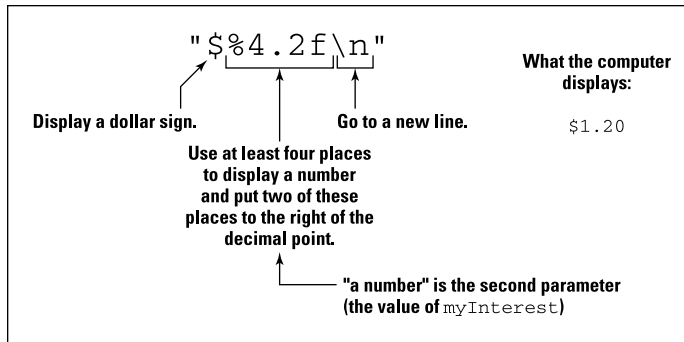 "$%4.2f\n"
What the computer
displays:
Display a dollar sign.
Go to a new line.
$1.20
Use at least four places
to display a number
and put two of these
places to the right of the
decimal point.
"a number" is the second parameter
(the value of myInterest)